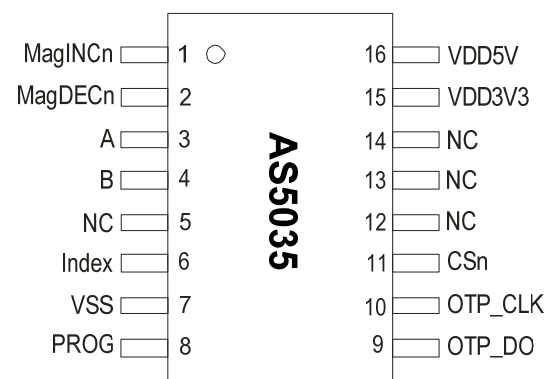 MagINCn 1 16 VDD5V
MagDECn 2 15 VDD3V3
A 3 14 NC
B 4 13 NC
NC 5 12 NC
Index 6 11 CSn
VSS 7 10 OTP_CLK
PROG 8 9 OTP_DO
AS5035